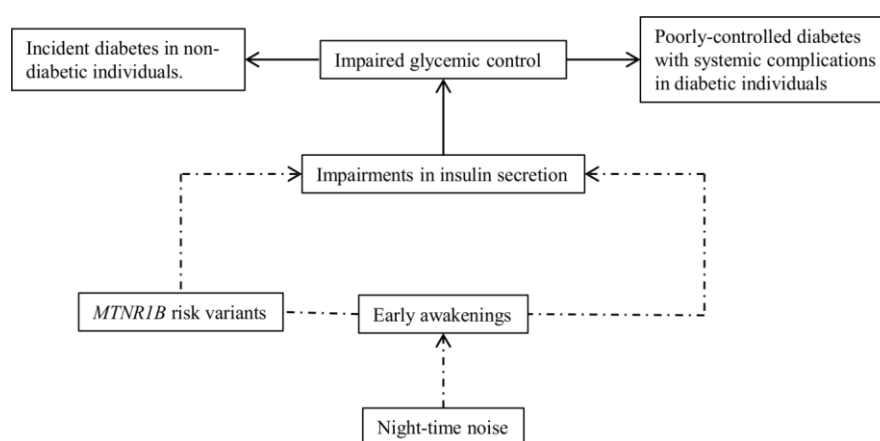 Incident diabetes in non-
diabetic individuals.
Impaired glycemic control
Poorly-controlled diabetes
with systemic complications
in diabetic individuals
Impairments in insulin secretion
MTNR1B risk variants
Early awakenings
Night-time noise